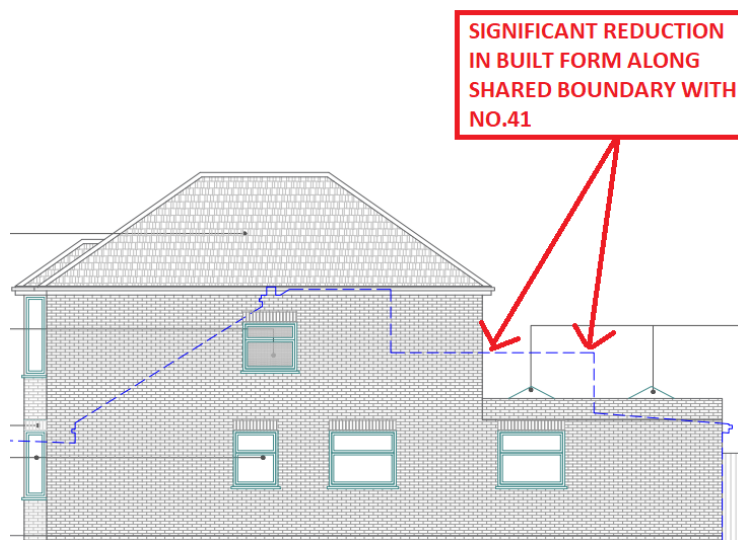 SIGNIFICANT REDUCTION
IN BUILT FORM ALONG
SHARED BOUNDARY WITH
NO.41